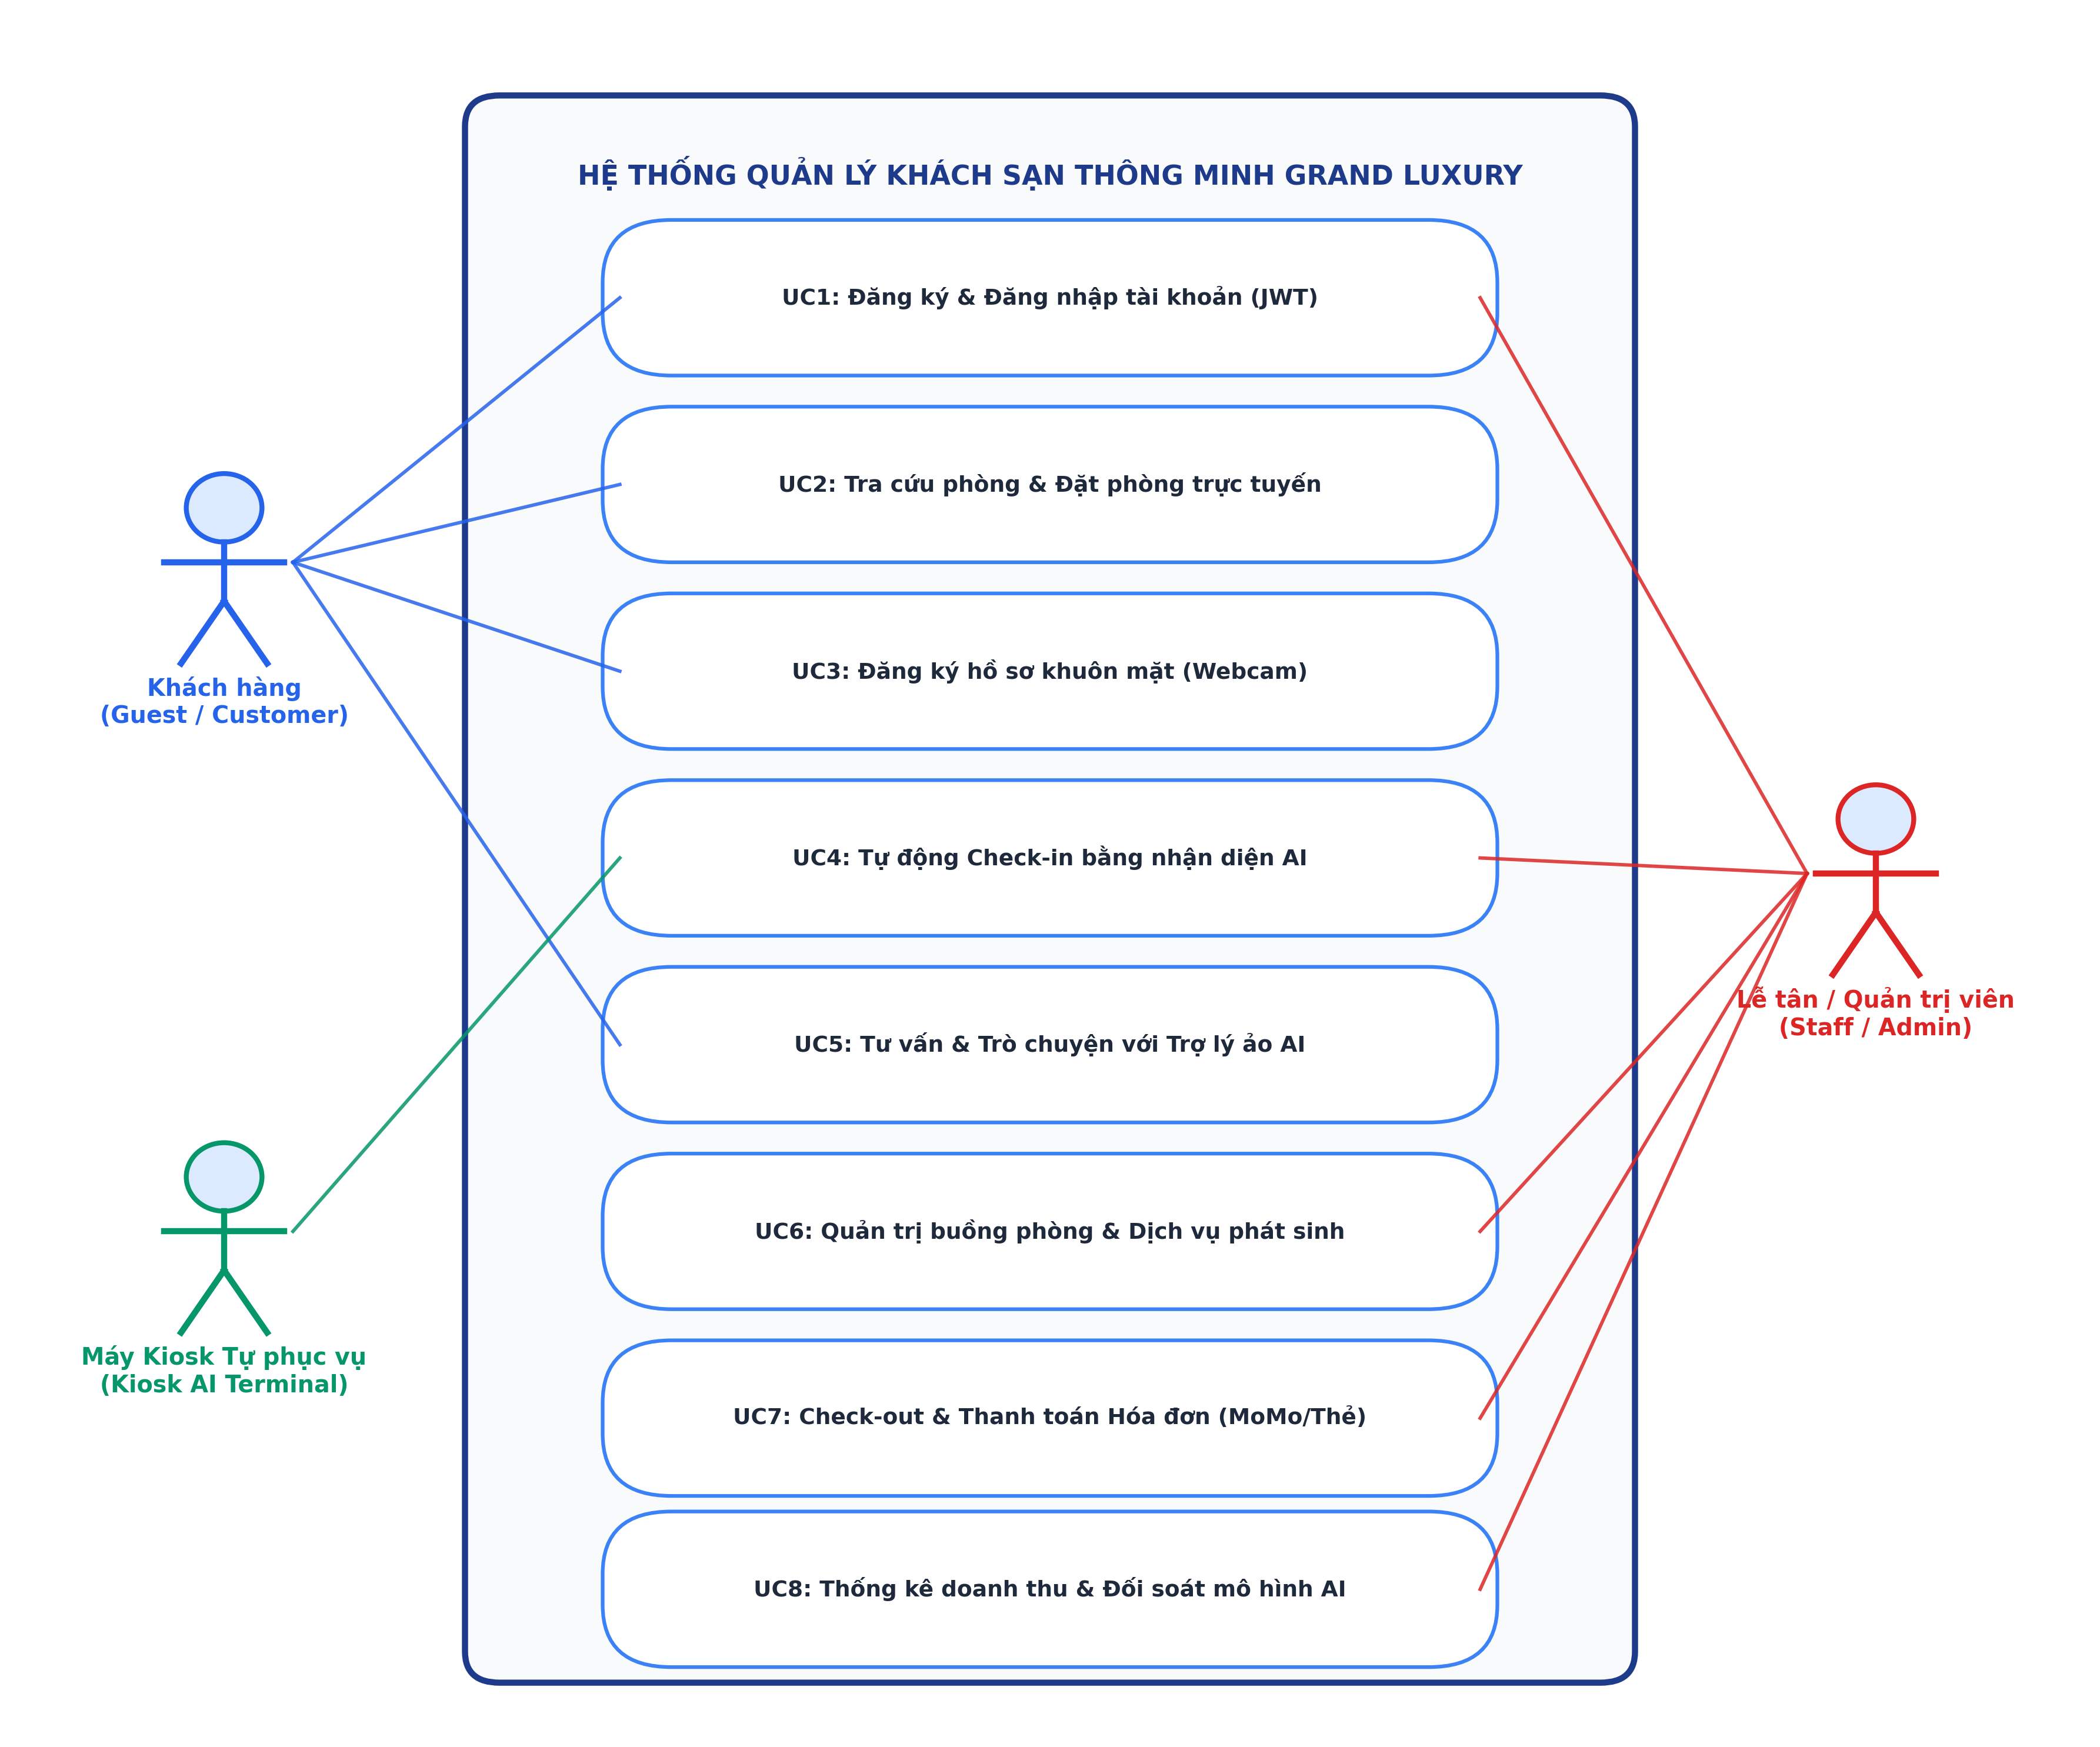 HỆ THỐNG QUẢN LÝ KHÁCH SẠN THÔNG MINH GRAND LUXURY
UC1: Đăng ký & Đăng nhập tài khoản (JWT)
UC2: Tra cứu phòng & Đặt phòng trực tuyến
UC3: Đăng ký hồ sơ khuôn mặt (Webcam)
Khách hàng
(Guest / Customer)
UC4: Tự động Check-in bằng nhận diện AI
Lễ tân / Quản trị viên
(Staff / Admin)
UC5: Tư vấn & Trò chuyện với Trợ lý ảo AI
UC6: Quản trị buồng phòng & Dịch vụ phát sinh
Máy Kiosk Tự phục vụ
(Kiosk AI Terminal)
UC7: Check-out & Thanh toán Hóa đơn (MoMo/Thẻ)
UC8: Thống kê doanh thu & Đối soát mô hình AI